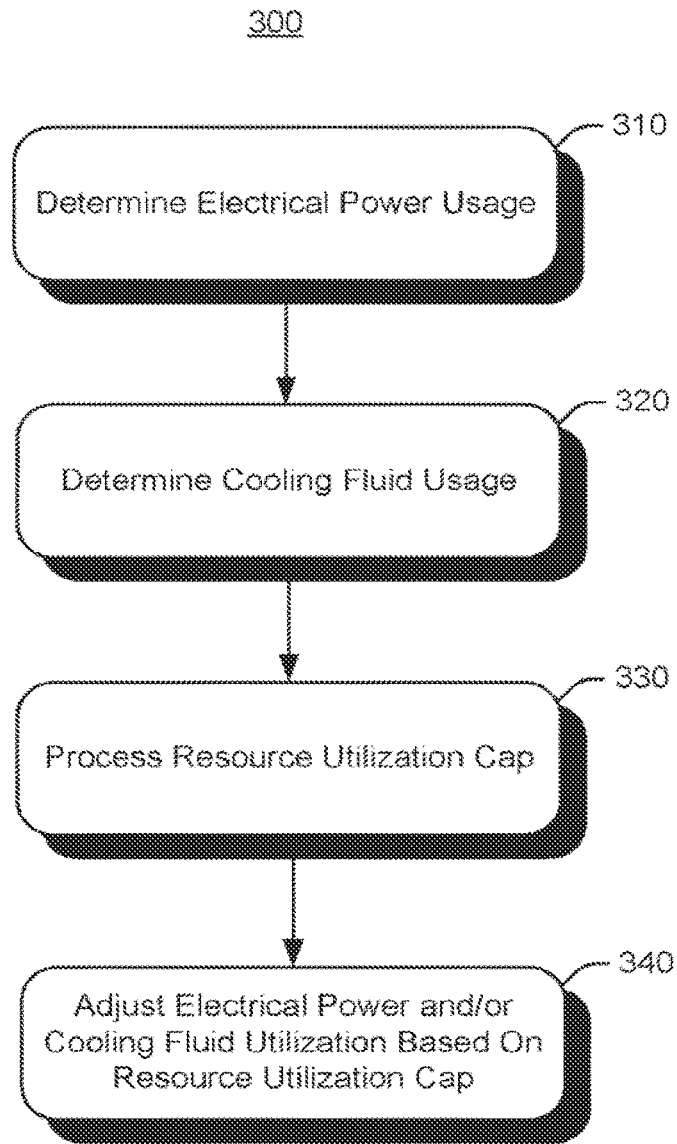 300
310
Determine Electrical Power Usage
320
Determine Cooling Fluid Usage
330
Process Resource Utilization Cap
340
Adjust Electrical Power and/or
Cooling Fluid Utilization Based On
Resource Utilization Cap